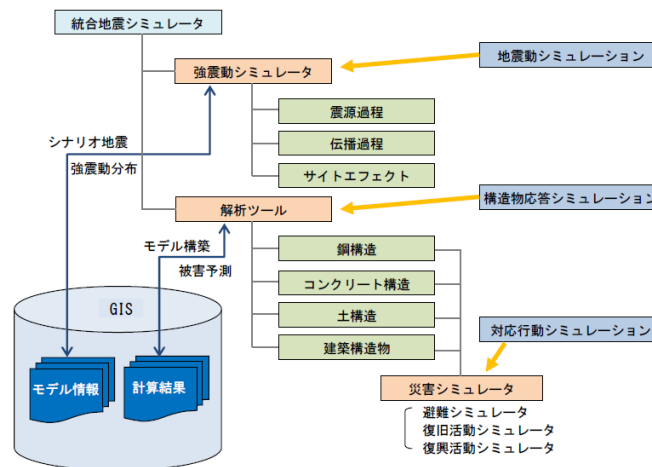 統合地震シミュレータ
強震動シミュレータ
地震動シミュレーション
震源過程
シナリオ地震
伝播過程
強震動分布
サイトエフェクト
解析ツール
構造物応答シミュレーション
モデル構築
鋼構造
被害予測
コンクリート構造
GIS
土構造
対応行動シミュレーション
建築構造物
モデル情報
計算結果
災害シミュレータ
避難シミュレータ
復旧活動シミュレータ
復興活動シミュレータ